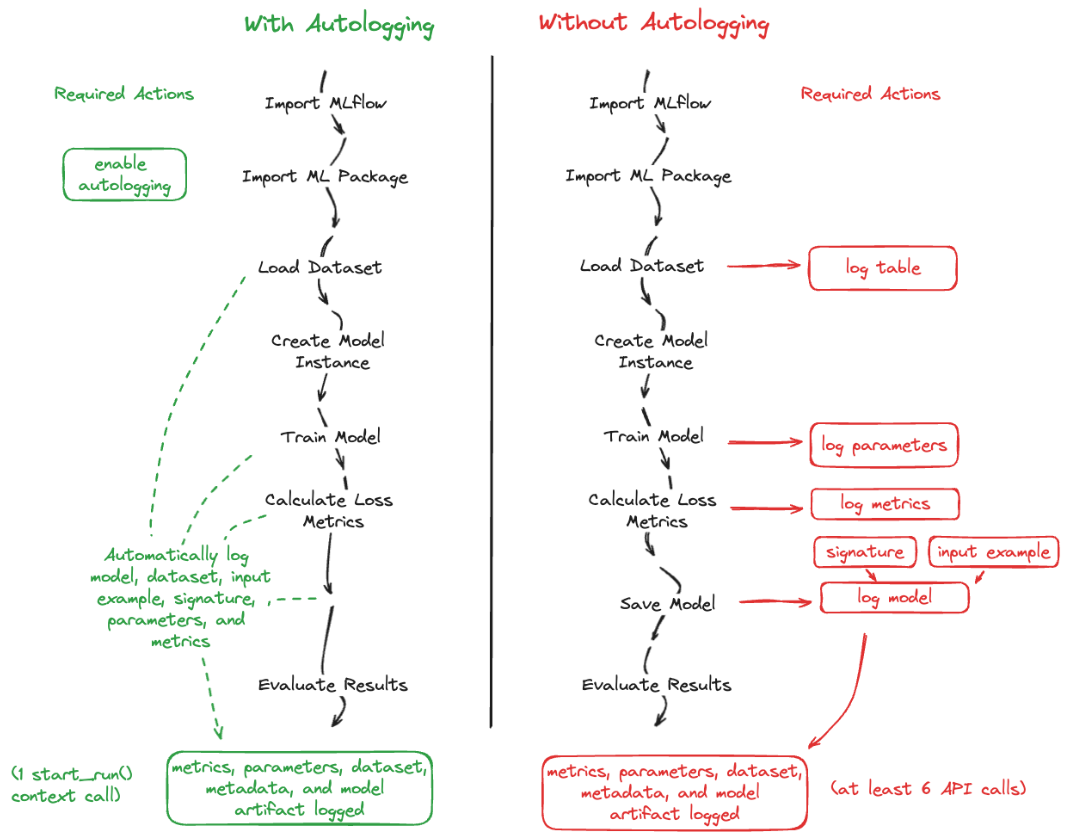 With Autologging
Required Actions
enable
autologging
Import MLflow
Import ML Package
Load Dataset
Create Model
Instance
Train Model
Calculate Loss
Metrics
Automatically log
model, dataset, input
example, signature,
parameters, and
metrics
Evaluate Results
(1 start_run()
context call)
metrics, parameters, dataset,
metadata, and model
artifact logged
Without Autologging
Required Actions
Import MLflow
Import ML Package
Load Dataset
log table
Create Model
Instance
Train Model
log parameters
Calculate Loss
Metrics
log metrics
signature
input example
Save Model
log model
Evaluate Results
metrics, parameters, dataset,
metadata, and model
artifact logged
(at least 6 API calls)